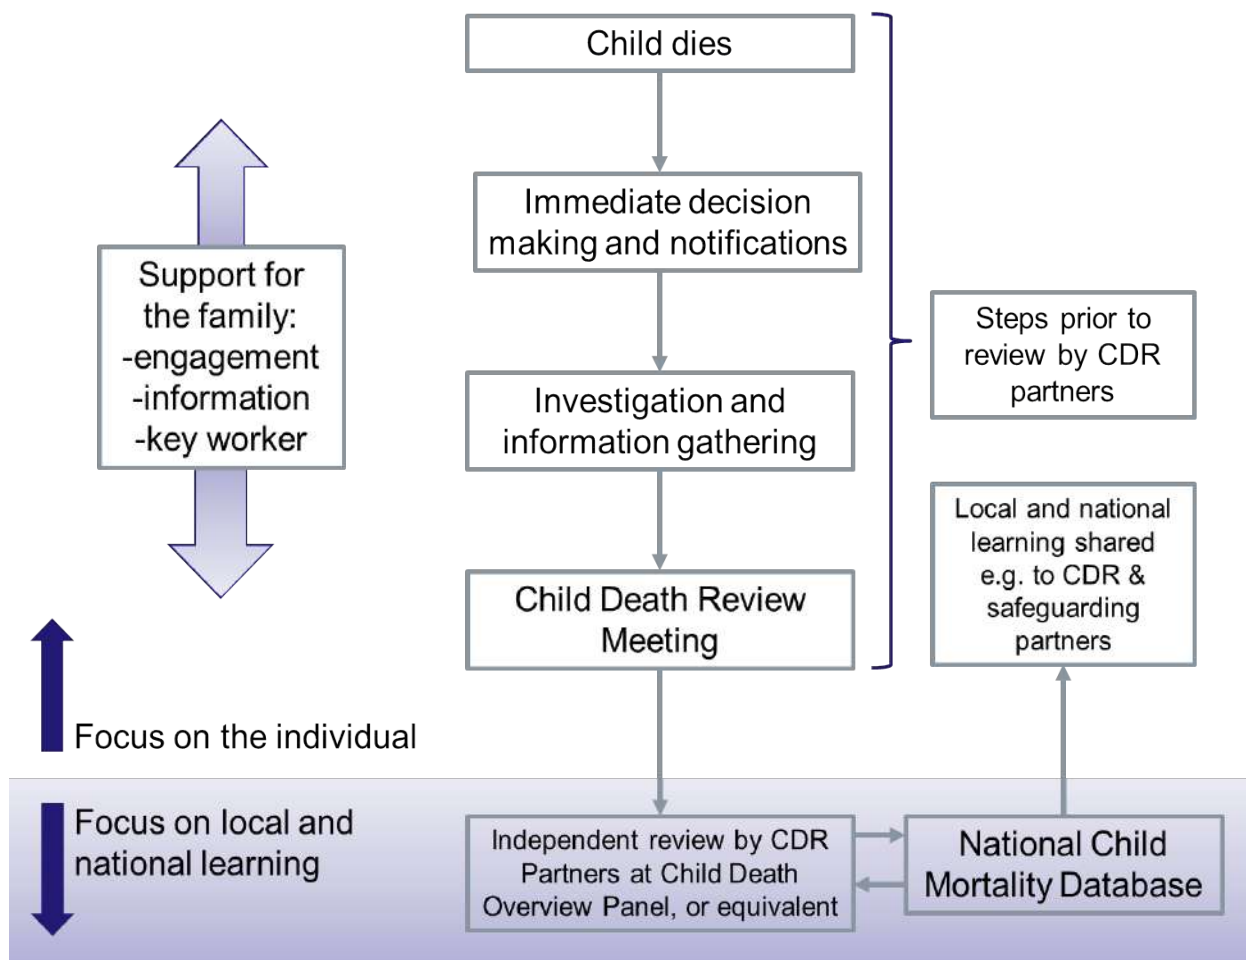 Child dies
Immediate decision
making and notifications
Support for
the family:
-engagement
-information
-key worker
Steps prior to
review by CDR
partners
Investigation and
information gathering
Local and national
learning shared
e.g. to CDR &
safeguarding
partners
Child Death Review
Meeting
Focus on the individual
Focus on local and
national learning
Independent review by CDR
Partners at Child Death
Overview Panel, or equivalent
National Child
Mortality Database